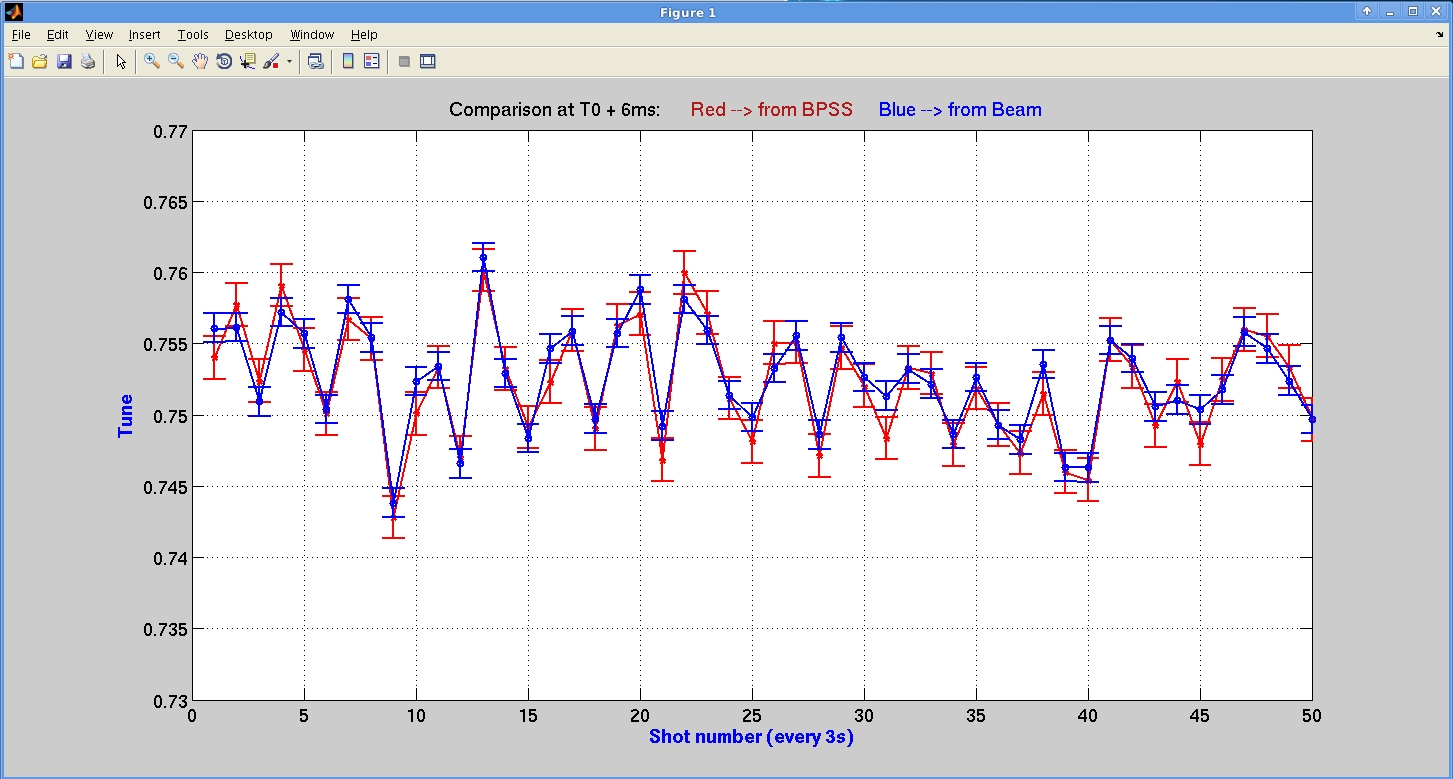 Figure 1
File Edit View Insert Tools Desktop Window Help
Comparison at T0 + 6ms: Red --> from BPSS Blue --> from Beam
0.77
0.765
0.76
0.755
0.75
0.745
0.74
0.735
0.73
Tune
0 5 10 15 20 25 30 35 40 45 50
Shot number (every 3s)